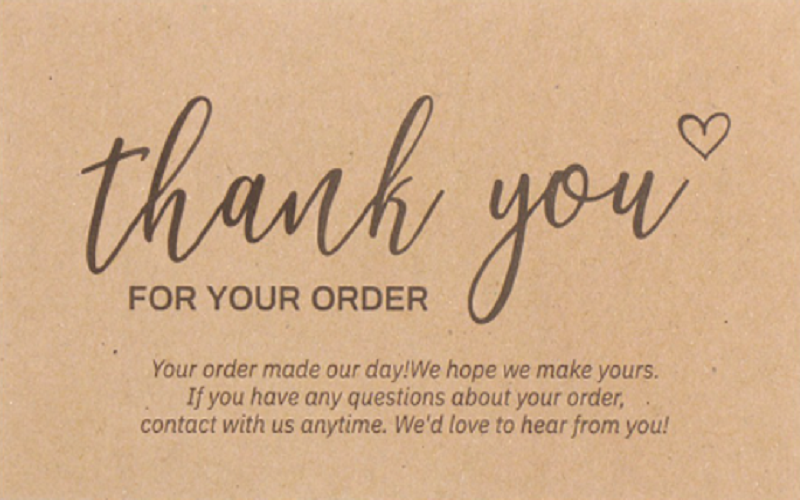 thank you
FOR YOUR ORDER
Your order made our day!We hope we make yours.
If you have any questions about your order,
contact with us anytime. We'd love to hear from you!